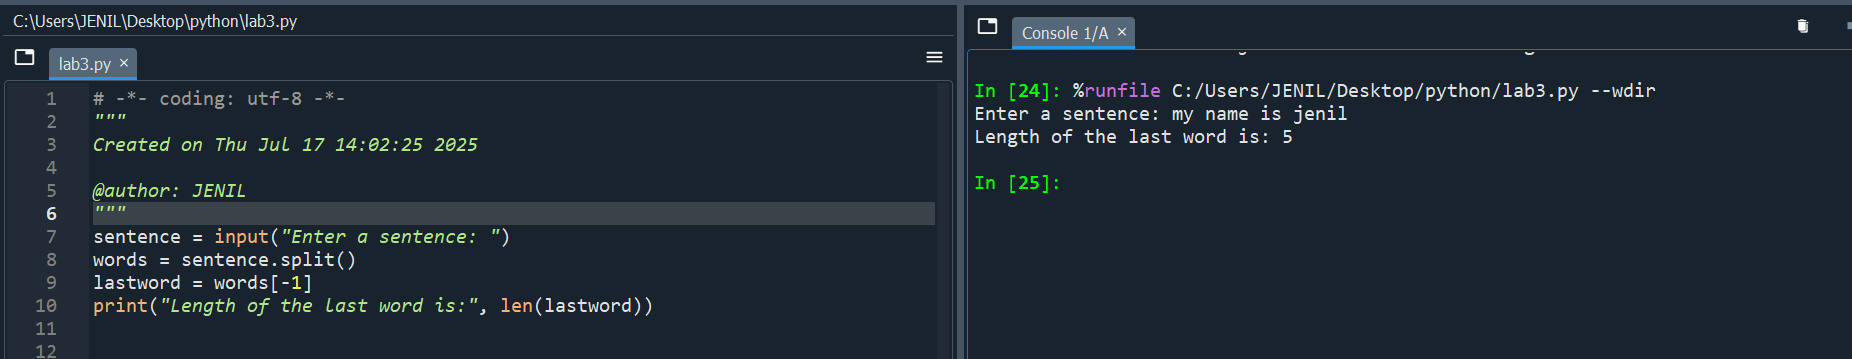 C:\Users\JENIL\Desktop\python\lab3.py
lab3.py ×
1 # -*- coding: utf-8 -*-
2 """
3 Created on Thu Jul 17 14:02:25 2025
4
5 @author: JENIL
6 """
7 sentence = input("Enter a sentence: ")
8 words = sentence.split()
9 lastword = words[-1]
10 print("Length of the last word is:", len(lastword))
11
12
Console 1/A ×
In [24]: %runfile C:/Users/JENIL/Desktop/python/lab3.py --wdir
Enter a sentence: my name is jenil
Length of the last word is: 5
In [25]: